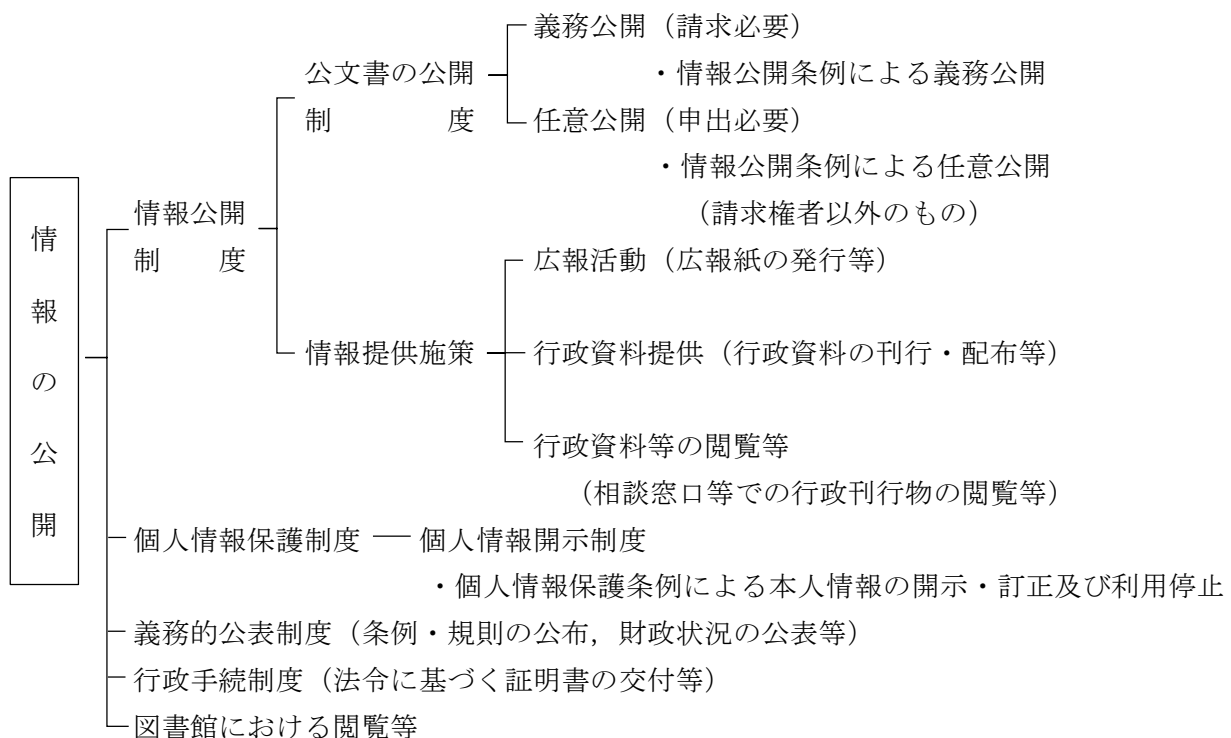 情報の公開
情報公開
制　　度
公文書の公開
制　　　　度
義務公開（請求必要）
・情報公開条例による義務公開
任意公開（申出必要）
・情報公開条例による任意公開
（請求権者以外のもの）
情報提供施策
広報活動（広報紙の発行等）
行政資料提供（行政資料の刊行・配布等）
行政資料等の閲覧等
（相談窓口等での行政刊行物の閲覧等）
個人情報保護制度 ― 個人情報開示制度
・個人情報保護条例による本人情報の開示・訂正及び利用停止
義務的公表制度（条例・規則の公布，財政状況の公表等）
行政手続制度（法令に基づく証明書の交付等）
図書館における閲覧等